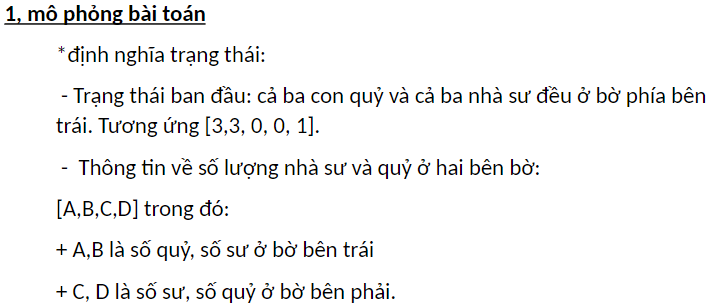 1, mô phỏng bài toán
*định nghĩa trạng thái:
- Trạng thái ban đầu: cả ba con quỷ và cả ba nhà sư đều ở bờ phía bên
trái. Tương ứng [3,3, 0, 0, 1].
- Thông tin về số lượng nhà sư và quỷ ở hai bên bờ:
[A,B,C,D] trong đó:
+ A,B là số quỷ, số sư ở bờ bên trái
+ C, D là số sư, số quỷ ở bờ bên phải.